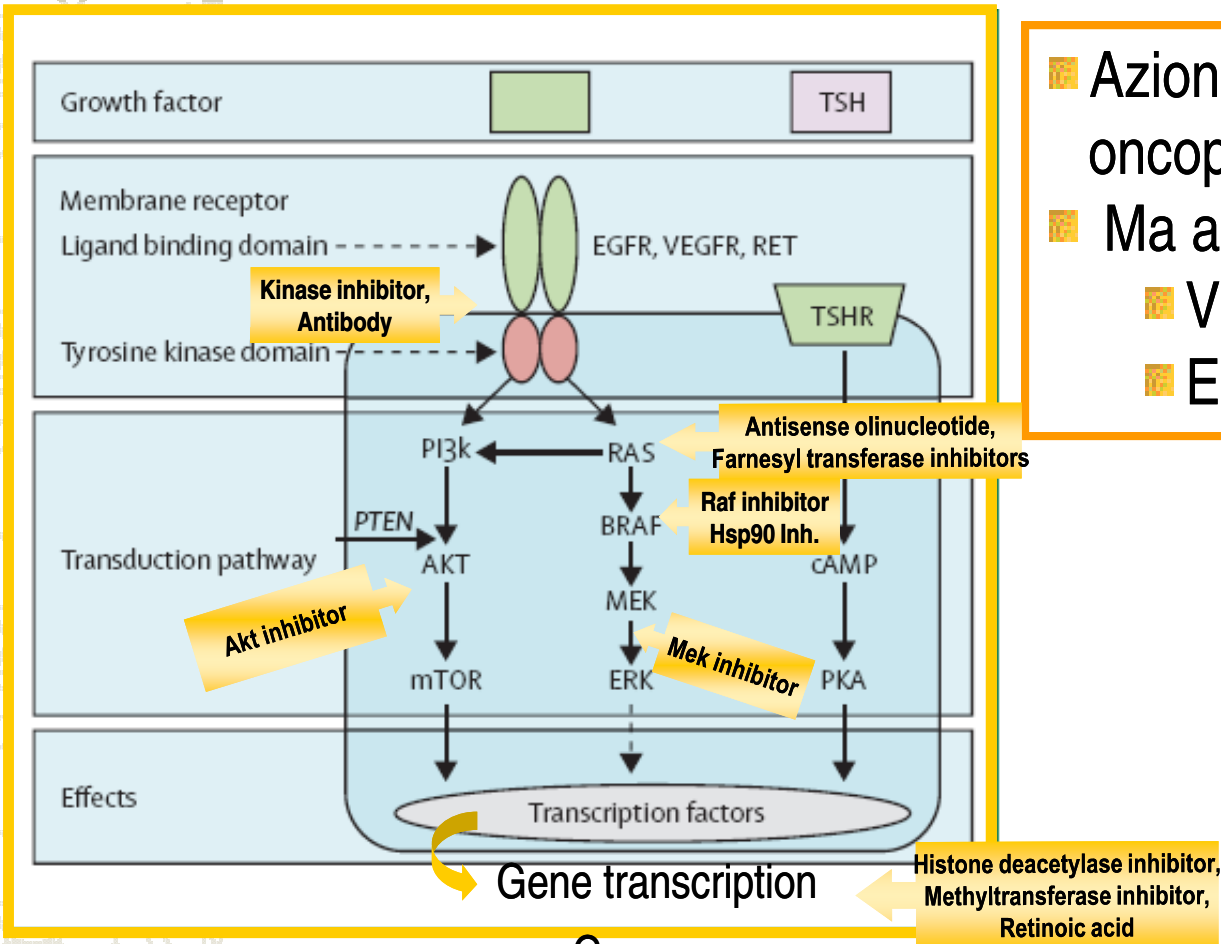 Growth factor
TSH
Membrane receptor
Ligand binding domain
EGFR, VEGFR, RET
Kinase inhibitor,
Antibody
TSHR
Tyrosine kinase domain
Antisense olinucleotide,
Farnesyl transferase inhibitors
PI3k
RAS
Raf inhibitor
Hsp90 Inh.
PTEN
BRAF
Transduction pathway
AKT
cAMP
MEK
Akt inhibitor
Mek inhibitor
mTOR
ERK
PKA
Effects
Transcription factors
Gene transcription
Histone deacetylase inhibitor,
Methyltransferase inhibitor,
Retinoic acid
Azion
oncop
Ma a
V
E